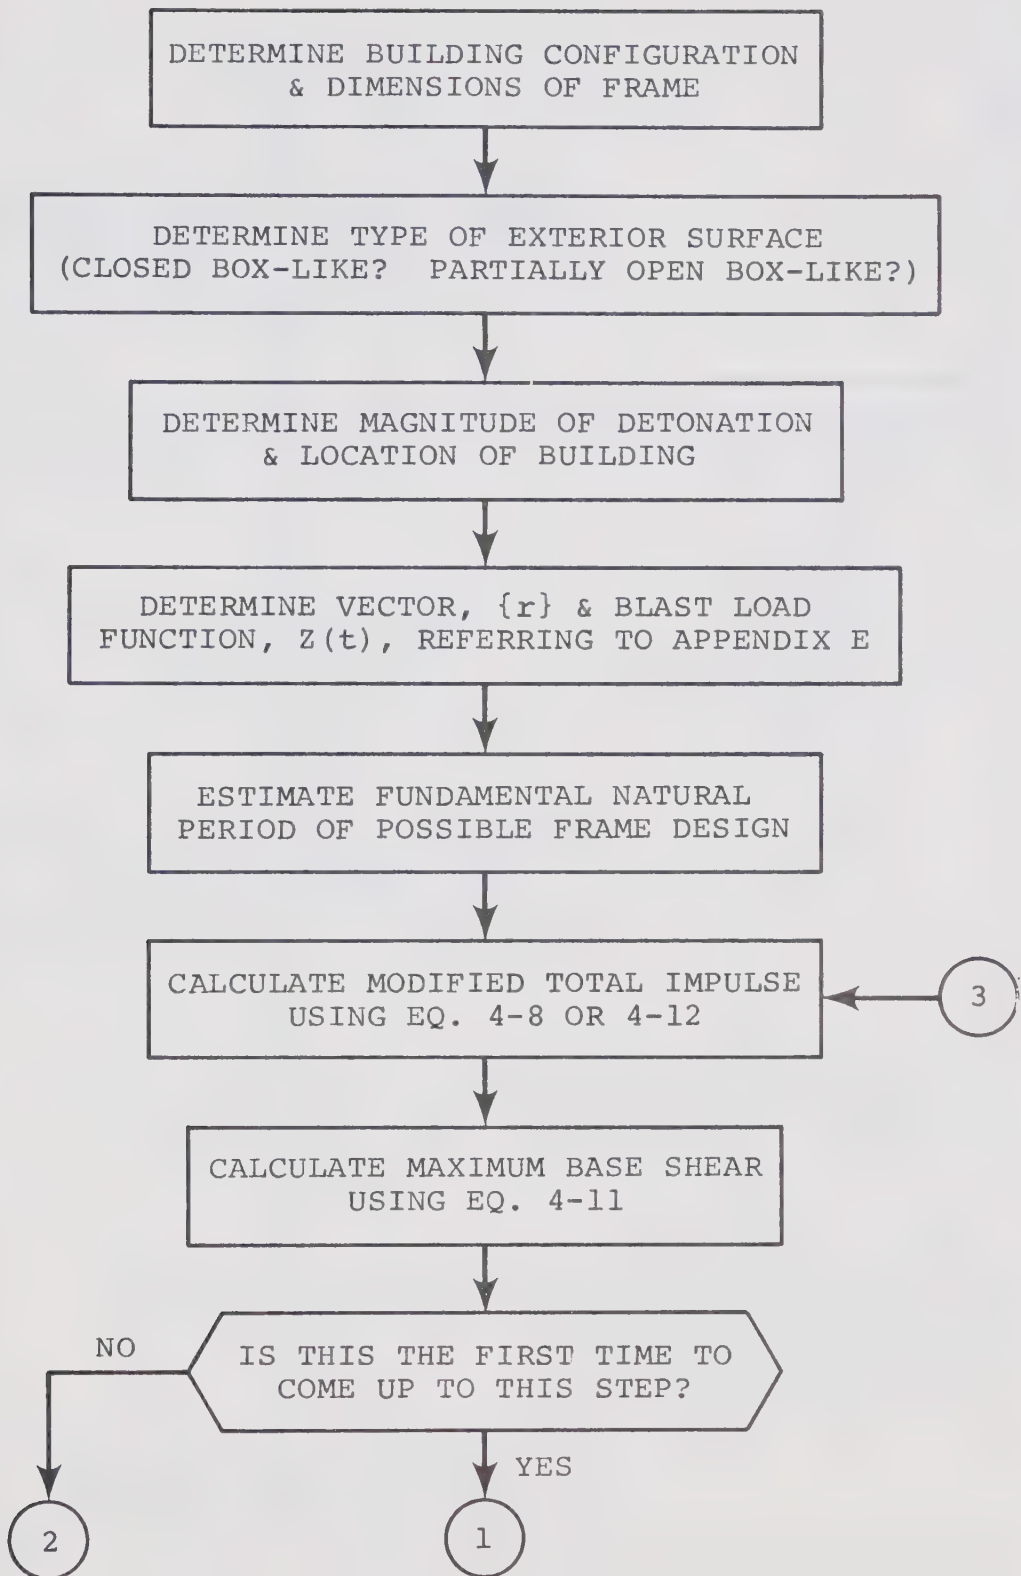 DETERMINE BUILDING CONFIGURATION
& DIMENSIONS OF FRAME
DETERMINE TYPE OF EXTERIOR SURFACE
(CLOSED BOX-LIKE? PARTIALLY OPEN BOX-LIKE?)
DETERMINE MAGNITUDE OF DETONATION
& LOCATION OF BUILDING
DETERMINE VECTOR, {r} & BLAST LOAD
FUNCTION, Z(t), REFERRING TO APPENDIX E
ESTIMATE FUNDAMENTAL NATURAL
PERIOD OF POSSIBLE FRAME DESIGN
CALCULATE MODIFIED TOTAL IMPULSE
USING EQ. 4-8 OR 4-12
3
CALCULATE MAXIMUM BASE SHEAR
USING EQ. 4-11
NO
IS THIS THE FIRST TIME TO
COME UP TO THIS STEP?
YES
2
1